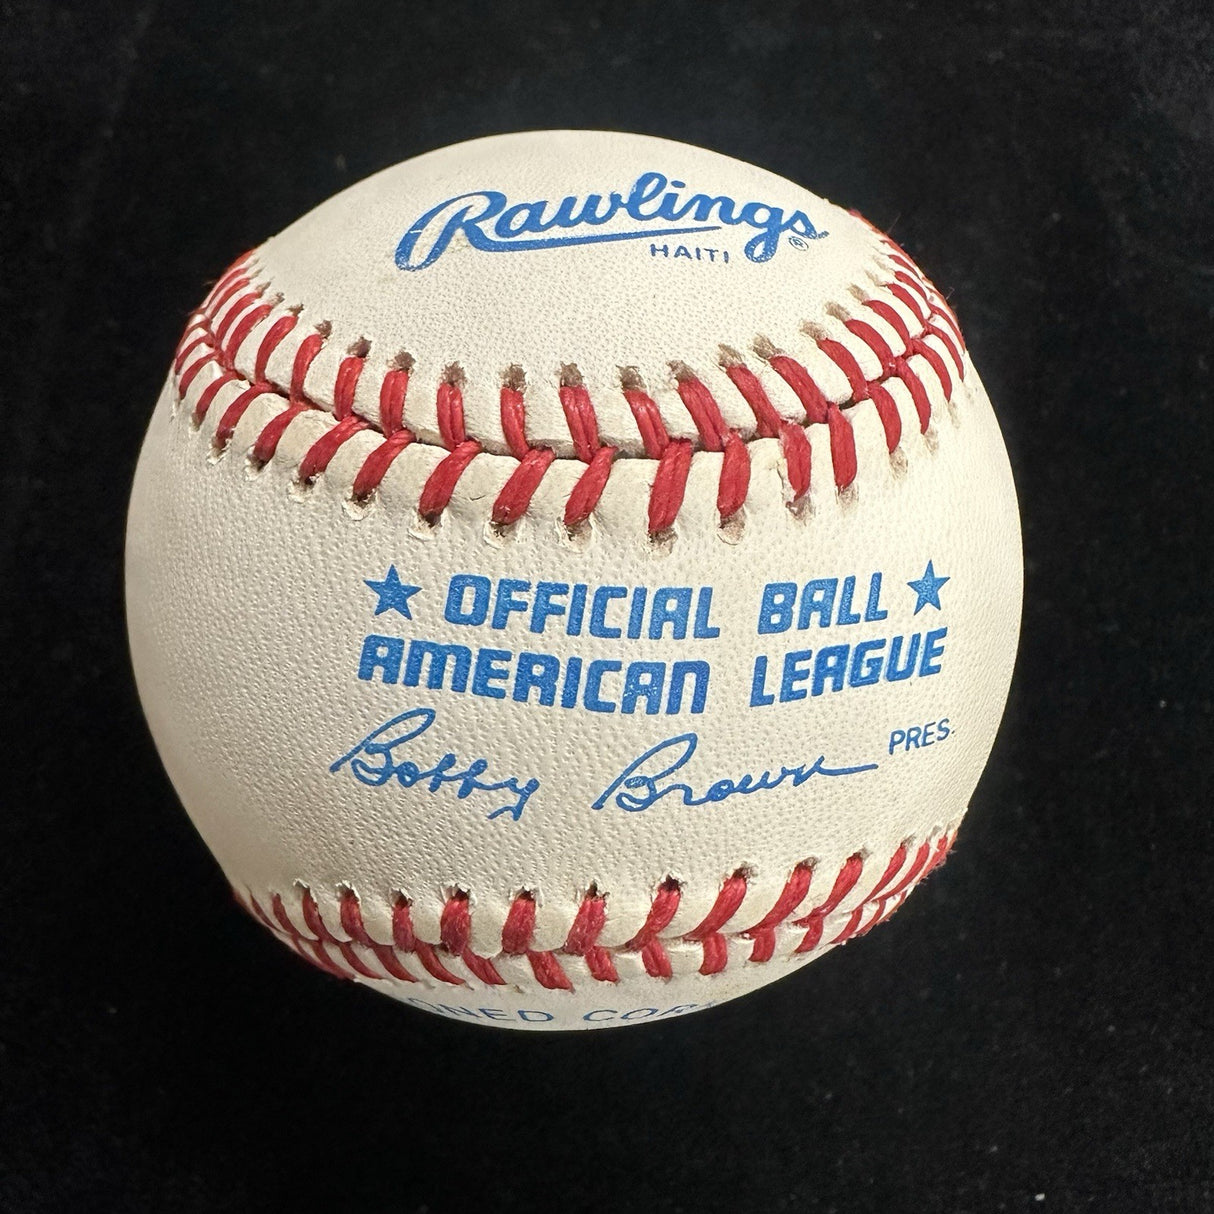 Rawlings®
HAITI
★ OFFICIAL BALL ★
AMERICAN LEAGUE
Bobby Brown PRES.